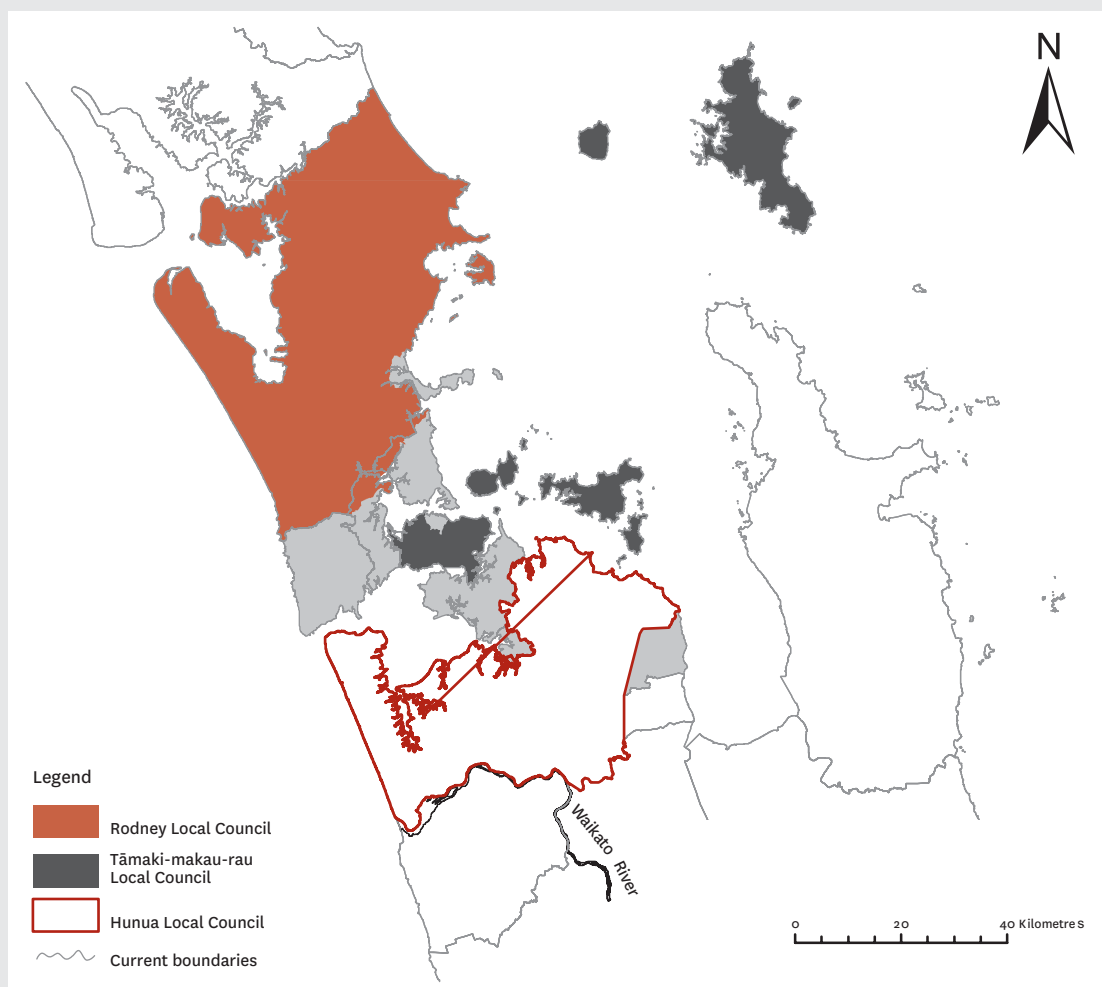 N
Waikato River
Legend
Rodney Local Council
Tāmaki-makau-rau
Local Council
Hunua Local Council
Current boundaries
0 20 40 Kilometres